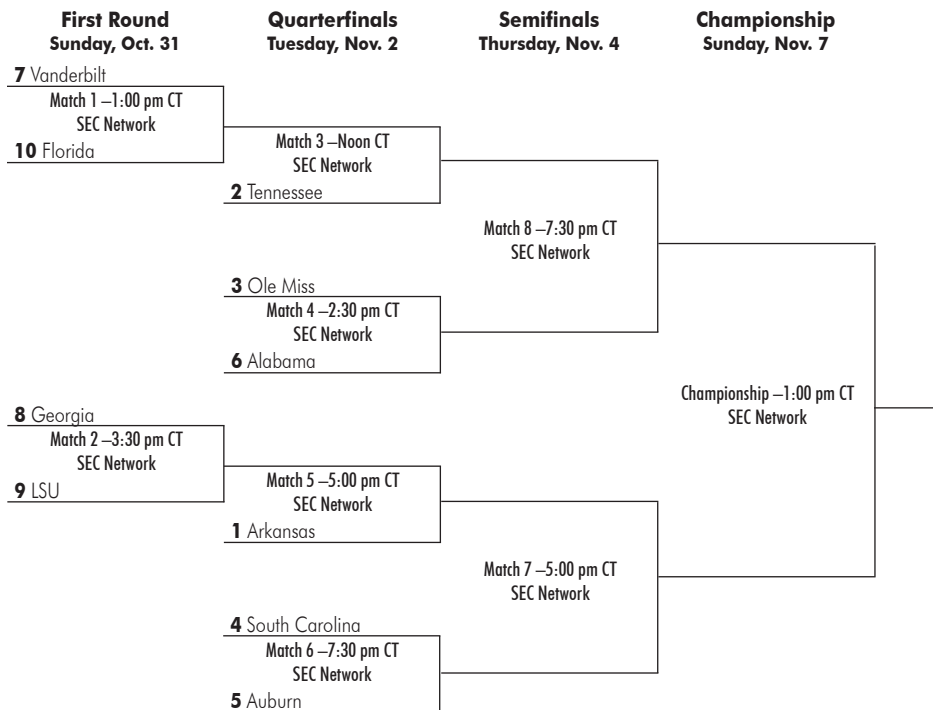 First Round
Sunday, Oct. 31
Quarterfinals
Tuesday, Nov. 2
Semifinals
Thursday, Nov. 4
Championship
Sunday, Nov. 7
7 Vanderbilt
Match 1 –1:00 pm CT
SEC Network
10 Florida
Match 3 –Noon CT
SEC Network
2 Tennessee
Match 8 –7:30 pm CT
SEC Network
3 Ole Miss
Match 4 –2:30 pm CT
SEC Network
6 Alabama
Championship –1:00 pm CT
SEC Network
8 Georgia
Match 2 –3:30 pm CT
SEC Network
9 LSU
Match 5 –5:00 pm CT
SEC Network
1 Arkansas
Match 7 –5:00 pm CT
SEC Network
4 South Carolina
Match 6 –7:30 pm CT
SEC Network
5 Auburn